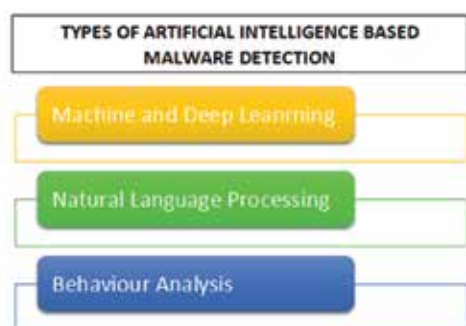 TYPES OF ARTIFICIAL INTELLIGENCE BASED
MALWARE DETECTION
Machine and Deep Leanrning
Natural Language Processing
Behaviour Analysis